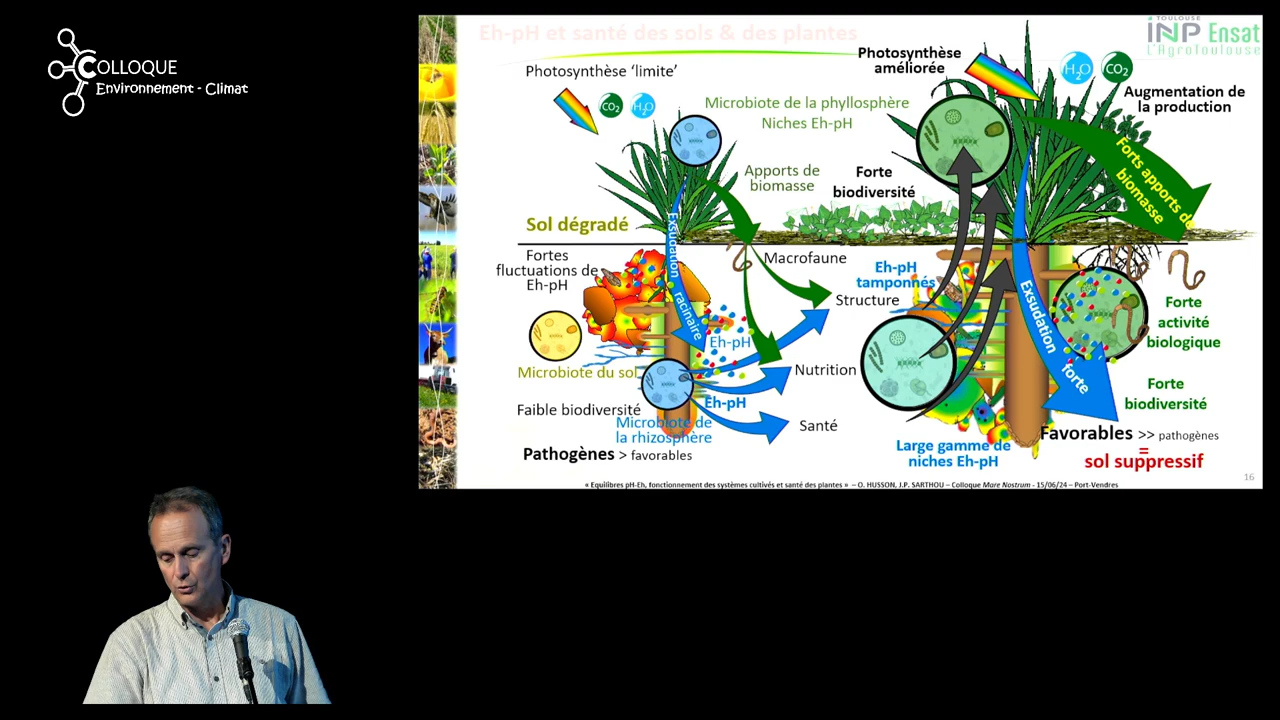 COLLOQUE
Environnement - Climat
Eh-pH et santé des sols & des plantes
TOULOUSE
INP Ensat
L'AgroToulouse
Photosynthèse 'limite'
CO2
H2O
Microbiote de la phyllosphère
Niches Eh-pH
Photosynthèse
améliorée
H2O
CO2
Augmentation de
la production
Apports de
biomasse
Forte
biodiversité
Forts apports de
biomasse
Sol dégradé
Exsudation
racinaire
Fortes
fluctuations de
Eh-pH
Macrofaune
Structure
Eh-pH
Nutrition
Eh-pH
Santé
Microbiote du sol
Faible biodiversité
Microbiote de
la rhizosphère
Pathogènes > favorables
Eh-pH
tamponnés
Exsudation
forte
Forte
activité
biologique
Forte
biodiversité
Large gamme de
niches Eh-pH
Favorables >> pathogènes
=
sol suppressif
« Equilibres pH-Eh, fonctionnement des systèmes cultivés et santé des plantes » – O. HUSSON, J.P. SARTHOU – Colloque Mare Nostrum - 15/06/24 – Port-Vendres
16